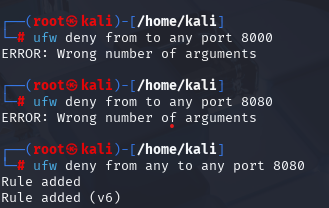 ┌──(root㉿kali)-[/home/kali]
└─# ufw deny from to any port 8000
ERROR: Wrong number of arguments
┌──(root㉿kali)-[/home/kali]
└─# ufw deny from to any port 8080
ERROR: Wrong number of arguments
┌──(root㉿kali)-[/home/kali]
└─# ufw deny from any to any port 8080
Rule added
Rule added (v6)